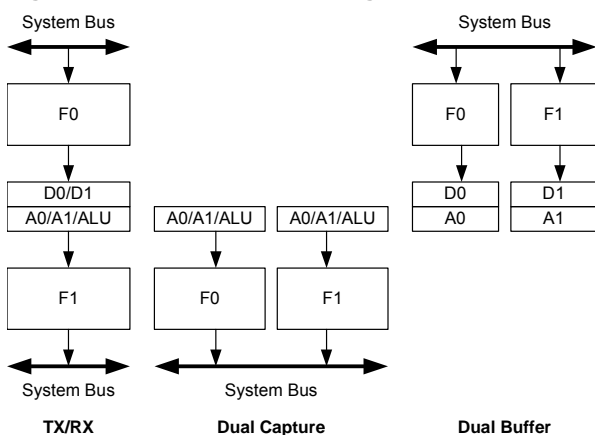 System Bus
System Bus
F0
F0
F1
D0/D1
A0/A1/ALU
A0/A1/ALU
A0/A1/ALU
D0
D1
A0
A1
F1
F0
F1
System Bus
System Bus
TX/RX
Dual Capture
Dual Buffer